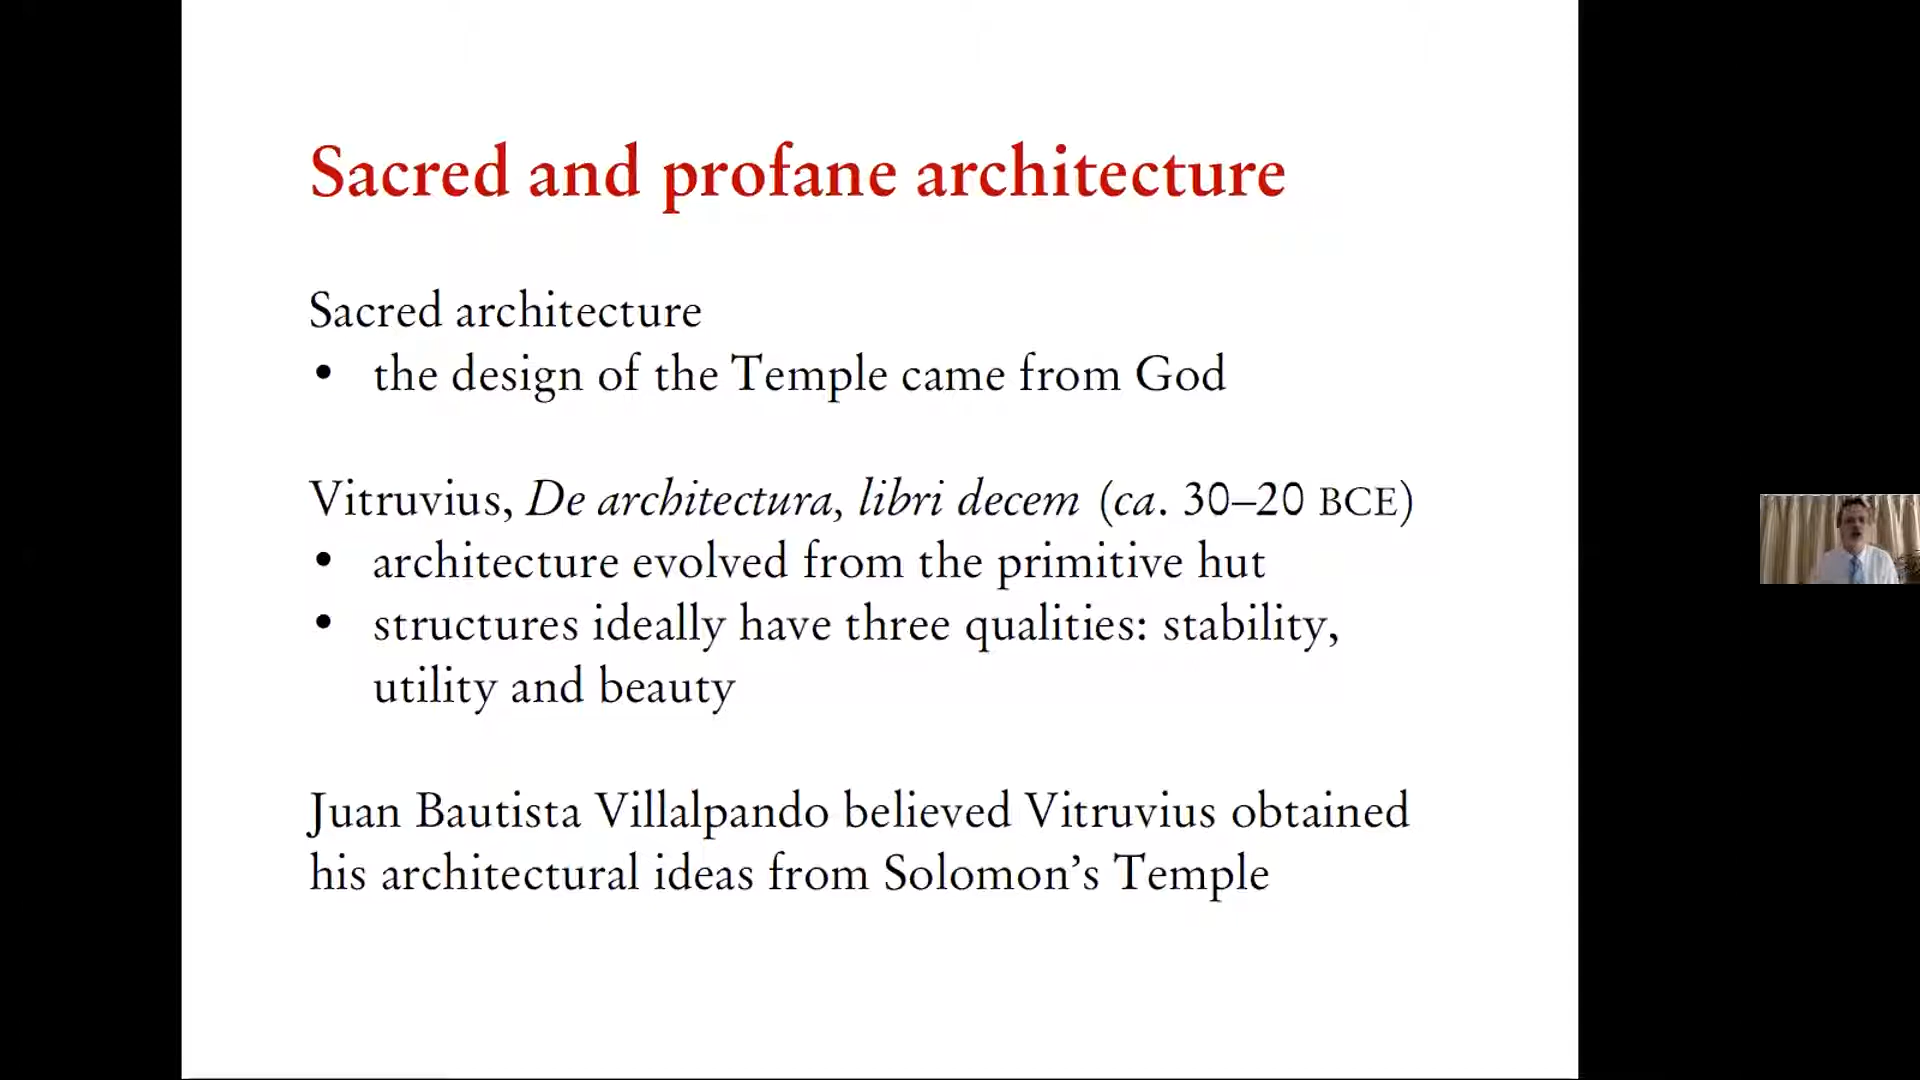 Sacred and profane architecture
Sacred architecture
• the design of the Temple came from God
Vitruvius, De architectura, libri decem (ca. 30–20 BCE)
• architecture evolved from the primitive hut
• structures ideally have three qualities: stability,
utility and beauty
Juan Bautista Villalpando believed Vitruvius obtained
his architectural ideas from Solomon’s Temple